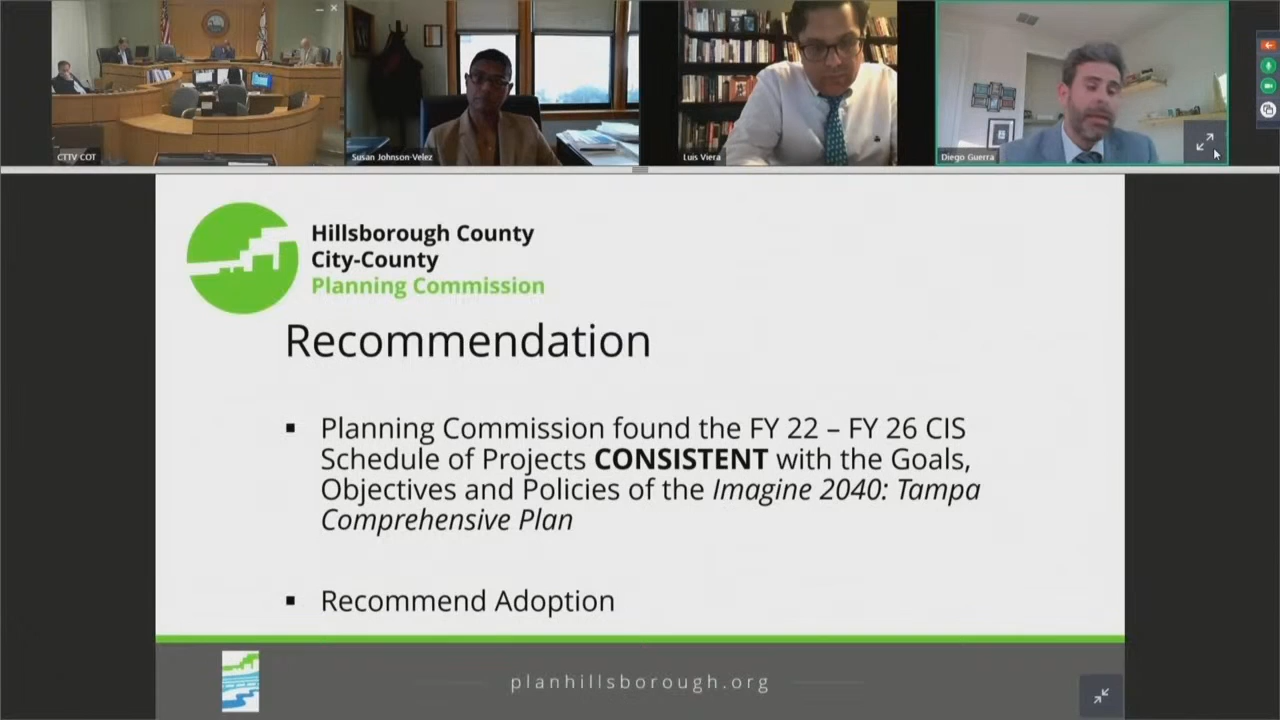 CTTV COT
Susan Johnson-Velez
Luis Viera
Diego Guerra
Hillsborough County
City-County
Planning Commission
Recommendation
▪ Planning Commission found the FY 22 – FY 26 CIS
Schedule of Projects CONSISTENT with the Goals,
Objectives and Policies of the Imagine 2040: Tampa
Comprehensive Plan
▪ Recommend Adoption
planhillsborough.org